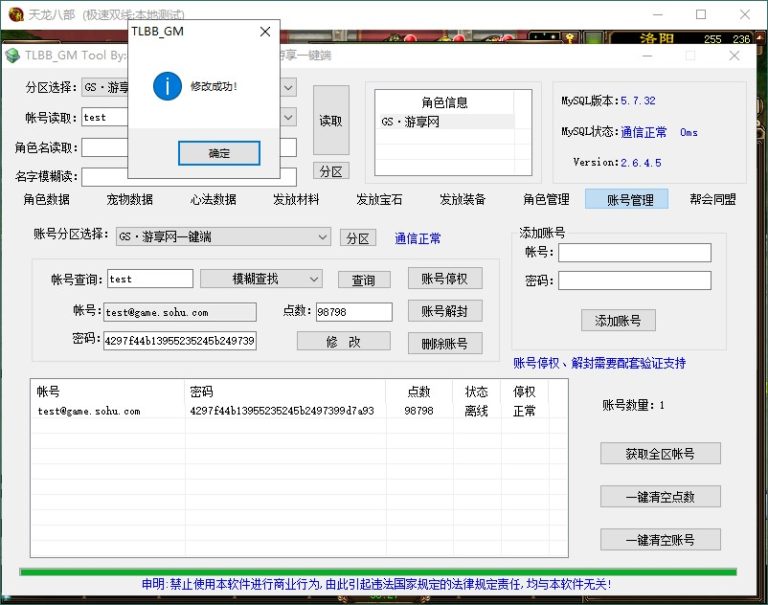 天龙八部 (极速双线:本地测试)
洛阳 255 236
TLBB_GM Tool By: 游享一键端
TLBB_GM
修改成功!
确定
分区选择: GS·游享
帐号读取: test
角色名读取:
名字模糊读:
读取
分区
角色信息
GS·游享网
MySQL版本:5.7.32
MySQL状态:通信正常 0ms
Version:2.6.4.5
角色数据 宠物数据 心法数据 发放材料 发放宝石 发放装备 角色管理 账号管理 帮会同盟
账号分区选择: GS·游享网一键端 分区 通信正常
帐号查询: test 模糊查找 查询 账号停权
帐号: test@game.sohu.com 点数: 98798 账号解封
密码: 4297f44b13955235245b249739 修 改 删除账号
添加账号
帐号:
密码:
添加账号
账号停权、解封需要配套验证支持
帐号 密码 点数 状态 停权
test@game.sohu.com 4297f44b13955235245b2497399d7a93 98798 离线 正常
账号数量: 1
获取全区帐号
一键清空点数
一键清空账号
申明:禁止使用本软件进行商业行为,由此引起违法国家规定的法律规定责任,均与本软件无关!